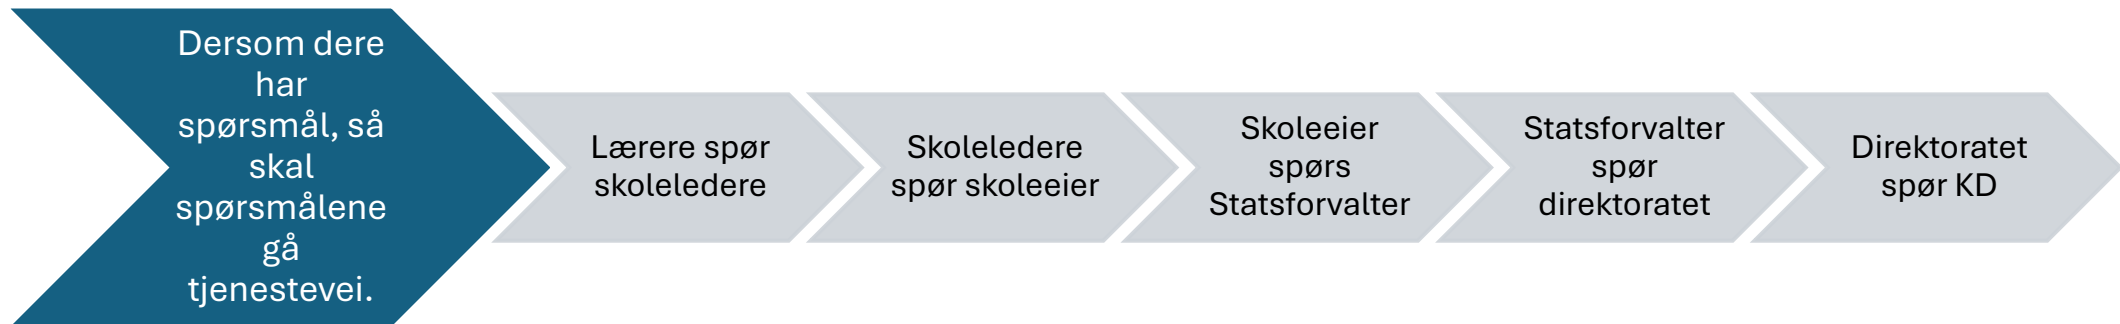 Dersom dere
har
spørsmål, så
skal
spørsmålene
gå
tjenestevei.
Lærere spør
skoleledere
Skoleledere
spør skoleeier
Skoleeier
spørs
Statsforvalter
Statsforvalter
spør
direktoratet
Direktoratet
spør KD